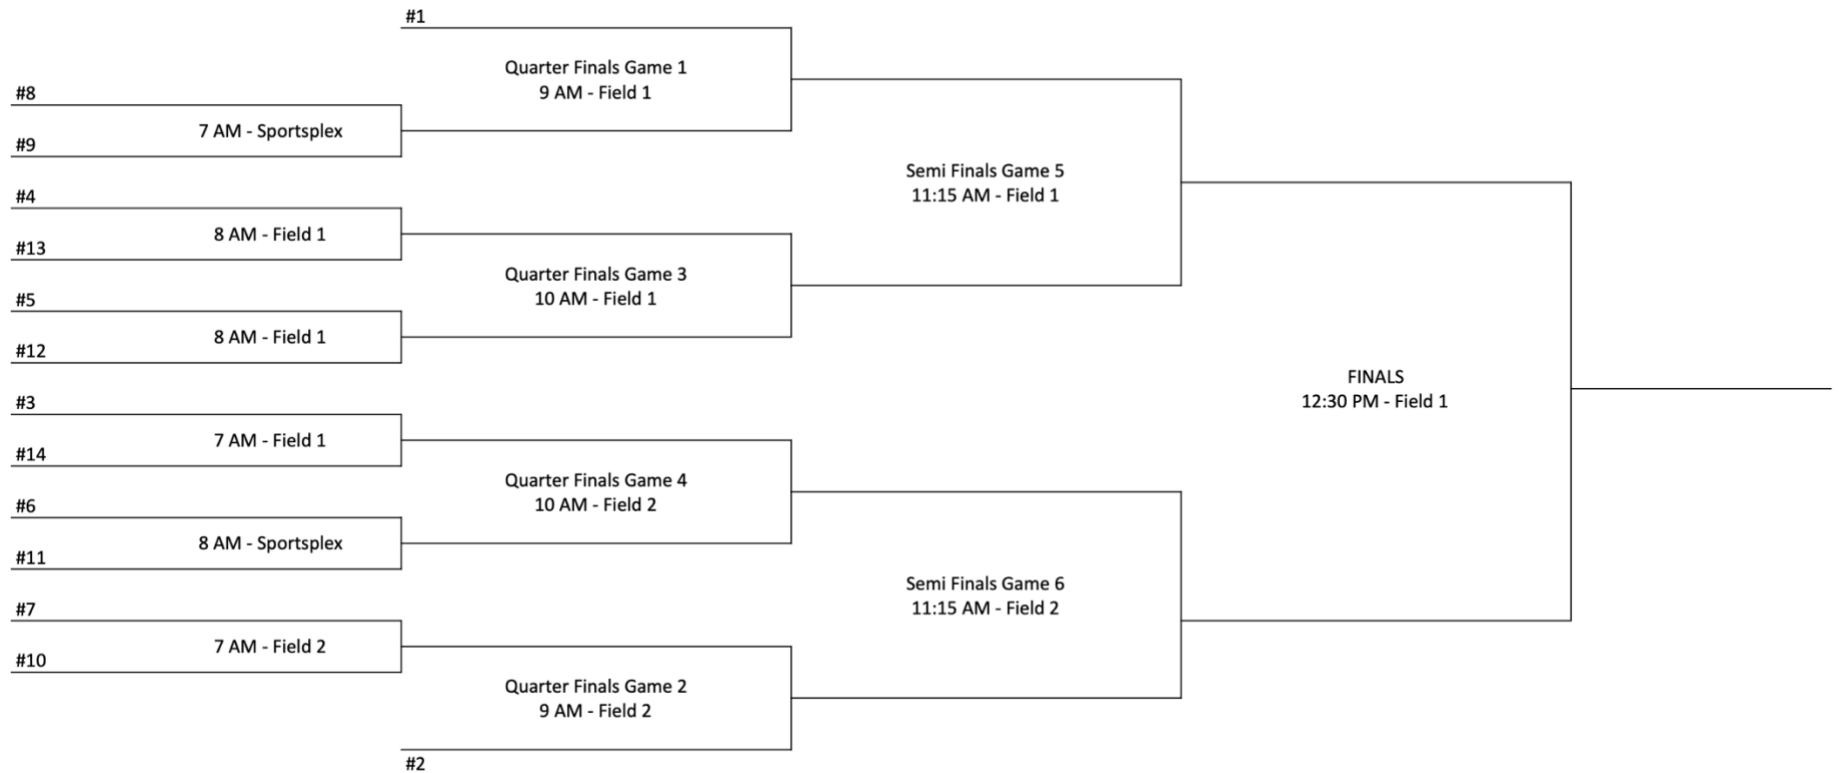 #1
Quarter Finals Game 1
9 AM - Field 1
#8
7 AM - Sportsplex
#9
#4
8 AM - Field 1
#13
Quarter Finals Game 3
10 AM - Field 1
#5
8 AM - Field 1
#12
Semi Finals Game 5
11:15 AM - Field 1
#3
7 AM - Field 1
#14
Quarter Finals Game 4
10 AM - Field 2
#6
8 AM - Sportsplex
#11
#7
7 AM - Field 2
#10
Quarter Finals Game 2
9 AM - Field 2
#2
Semi Finals Game 6
11:15 AM - Field 2
FINALS
12:30 PM - Field 1